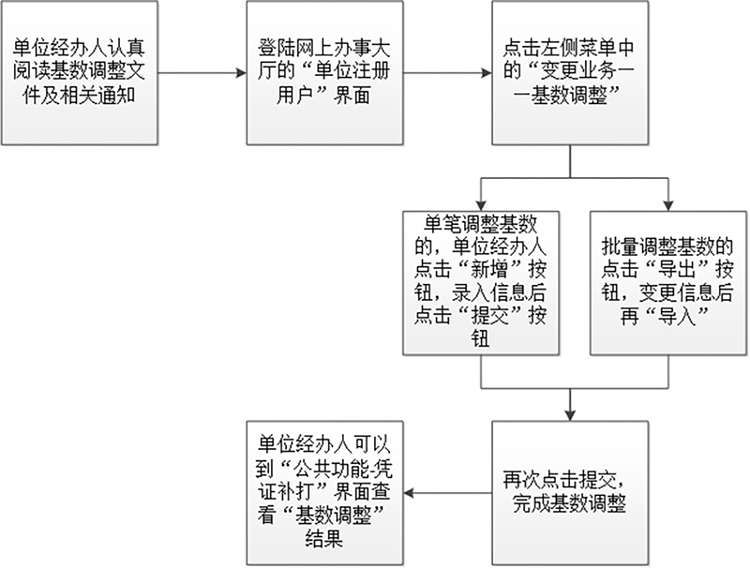 单位经办人认真
阅读基数调整文
件及相关通知
登陆网上办事大
厅的“单位注册
用户”界面
点击左侧菜单中
的“变更业务一
一基数调整”
单笔调整基数
的，单位经办人
点击“新增”按
钮，录入信息后
点击“提交”按
钮
批量调整基数的
点击“导出”按
钮，变更信息后
再“导入”
再次点击提交，
完成基数调整
单位经办人可以
到“公共功能-凭
证补打”界面查
看“基数调整”
结果